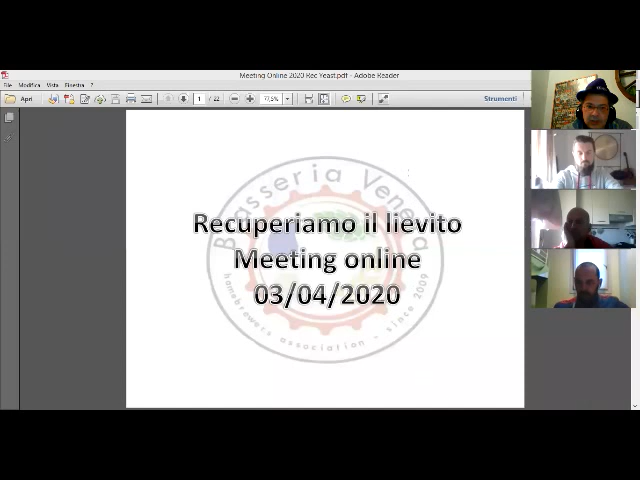 Meeting Online 2020 Rec Yeast.pdf - Adobe Reader
File Modifica Vista Finestra ?
Apri 1 / 22 77,5% Strumenti
Brasseria Veneta
Recuperiamo il lievito
Meeting online
03/04/2020
homebrewers association - since 2009